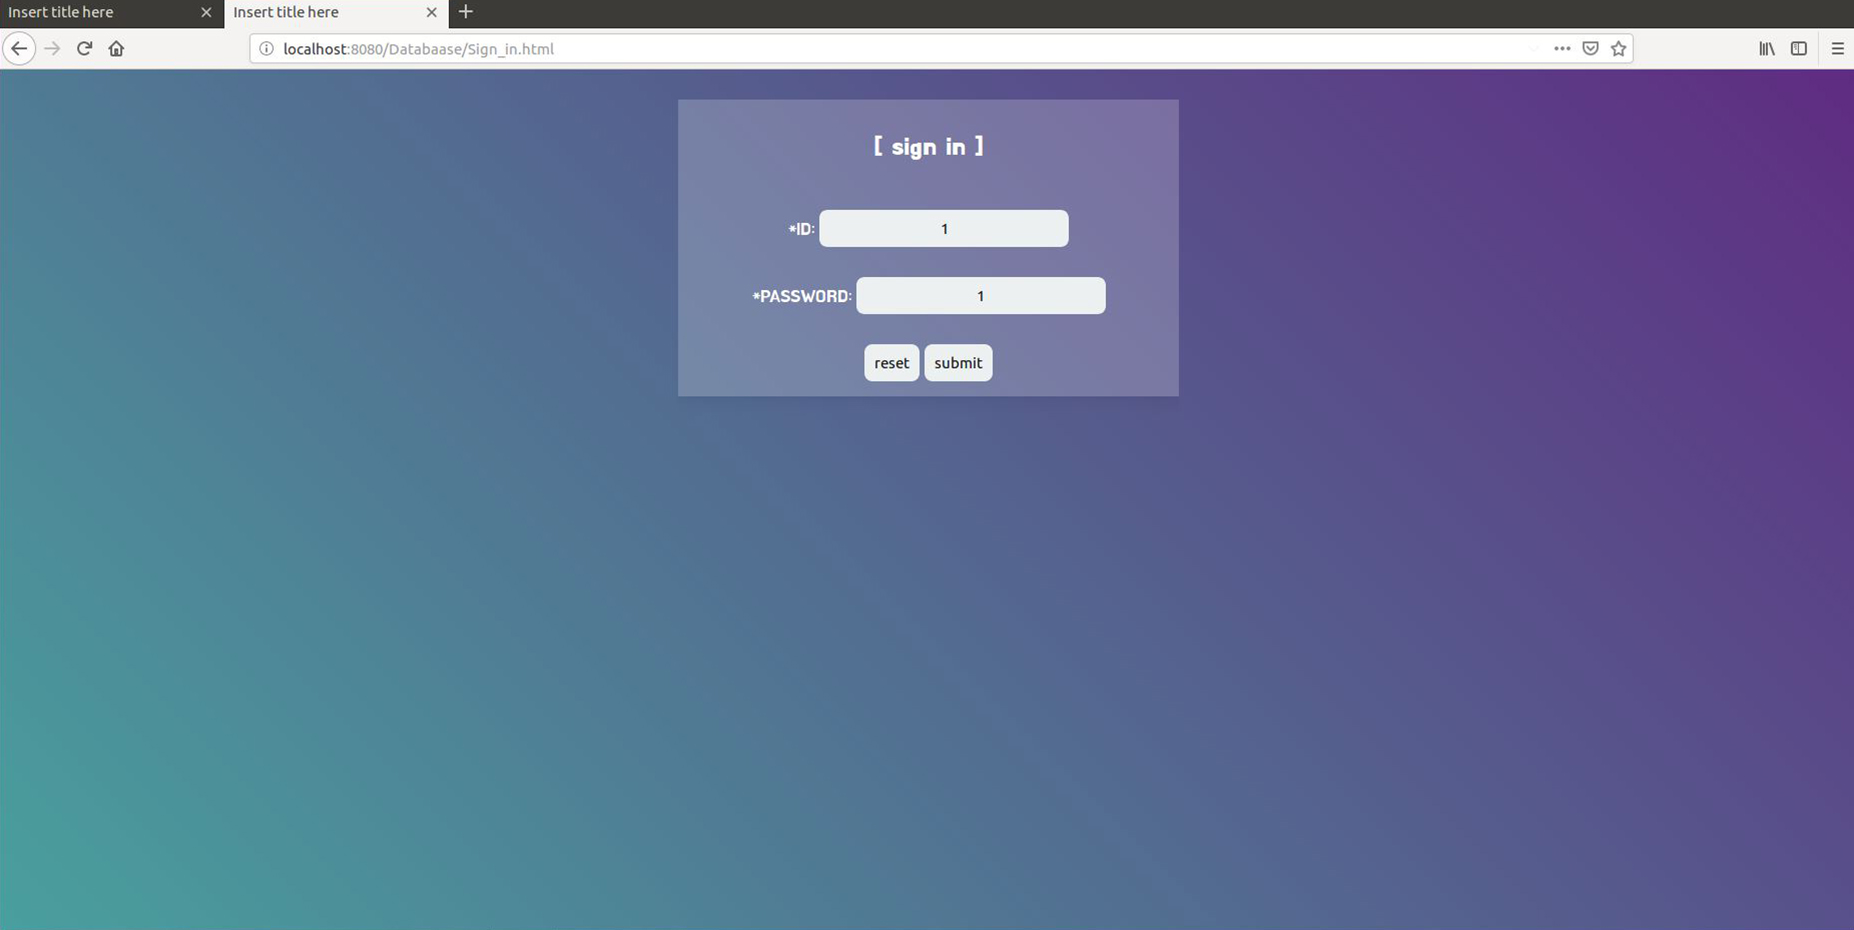 Insert title here
Insert title here
localhost:8080/Databaase/Sign_in.html
[ sign in ]
*ID: 1
*PASSWORD: 1
reset submit